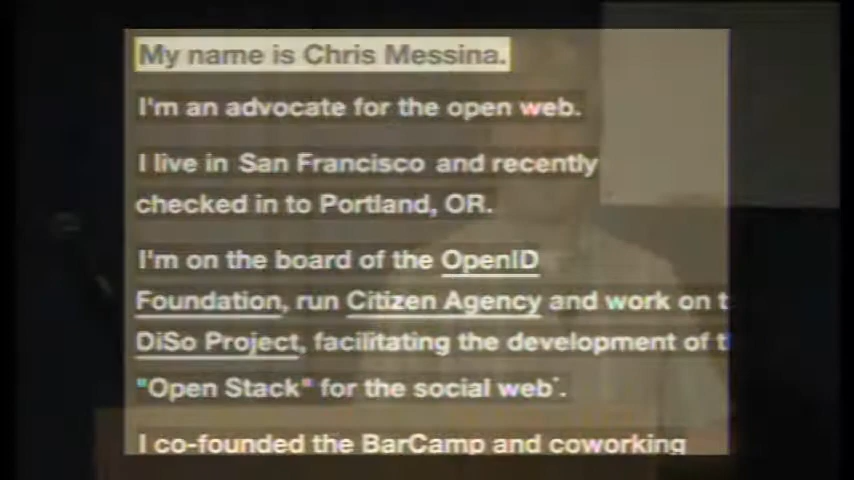 My name is Chris Messina.
I'm an advocate for the open web.
I live in San Francisco and recently
checked in to Portland, OR.
I'm on the board of the OpenID
Foundation, run Citizen Agency and work on t
DiSo Project, facilitating the development of t
"Open Stack" for the social web".
I co-founded the BarCamp and coworking